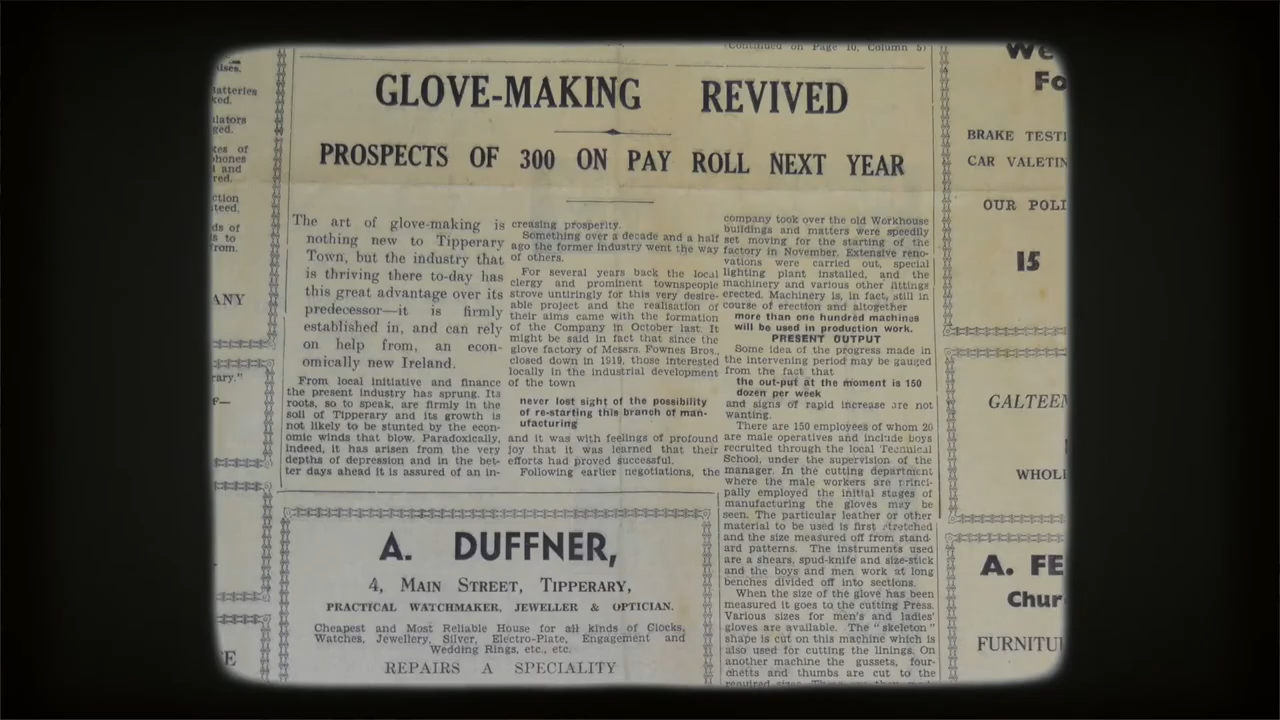 (Continued on Page 10, Column 5)
GLOVE-MAKING REVIVED
PROSPECTS OF 300 ON PAY ROLL NEXT YEAR
The art of glove-making is
nothing new to Tipperary
Town, but the industry that
is thriving there to-day has
this great advantage over its
predecessor—it is firmly
established in, and can rely
on help from, an econ-
omically new Ireland.
From local initiative and finance
the present industry has sprung. Its
roots, so to speak, are firmly in the
soil of Tipperary and its growth is
not likely to be stunted by the econ-
omic winds that blow. Paradoxically,
indeed, it has arisen from the very
depths of depression and in the bet-
ter days ahead it is assured of an in-
creasing prosperity.
Something over a decade and a half
ago the former industry went the way
of others.
For several years back the local
clergy and prominent townspeople
strove untiringly for this very desire-
able project and the realisation of
their aims came with the formation
of the Company in October last. It
might be said in fact that since the
glove factory of Messrs. Fownes Bros.,
closed down in 1919, those interested
locally in the industrial development
of the town
never lost sight of the possibility
of re-starting this branch of man-
ufacturing
and it was with feelings of profound
joy that it was learned that their
efforts had proved successful.
Following earlier negotiations, the
company took over the old Workhouse
buildings and matters were speedily
set moving for the starting of the
factory in November. Extensive reno-
vations were carried out, special
lighting plant installed, and the
machinery and various other fittings
erected. Machinery is, in fact, still in
course of erection and altogether
more than one hundred machines
will be used in production work.
PRESENT OUTPUT
Some idea of the progress made in
the intervening period may be gauged
from the fact that
the out-put at the moment is 150
dozen per week
and signs of rapid increase are not
wanting.
There are 150 employees of whom 20
are male operatives and include boys
recruited through the local Technical
School, under the supervision of the
manager. In the cutting department
where the male workers are princi-
pally employed the initial stages of
manufacturing the gloves may be
seen. The particular leather or other
material to be used is first stretched
and the size measured off from stand-
ard patterns. The instruments used
are a shears, spud-knife and size-stick
and the boys and men work at long
benches divided off into sections.
When the size of the glove has been
measured it goes to the cutting Press.
Various sizes for men's and ladies'
gloves are available. The "skeleton"
shape is cut on this machine which is
also used for cutting the linings. On
another machine the gussets, four-
chetts and thumbs are cut to the
required sizes.
A. DUFFNER,
4, MAIN STREET, TIPPERARY,
PRACTICAL WATCHMAKER, JEWELLER & OPTICIAN.
Cheapest and Most Reliable House for all kinds of Clocks,
Watches, Jewellery, Silver, Electro-Plate, Engagement and
Wedding Rings, etc., etc.
REPAIRS A SPECIALITY
We
Fo
BRAKE TESTI
CAR VALETIN
OUR POLI
15
GALTEEM
WHOL
A. FE
Chur
FURNITU